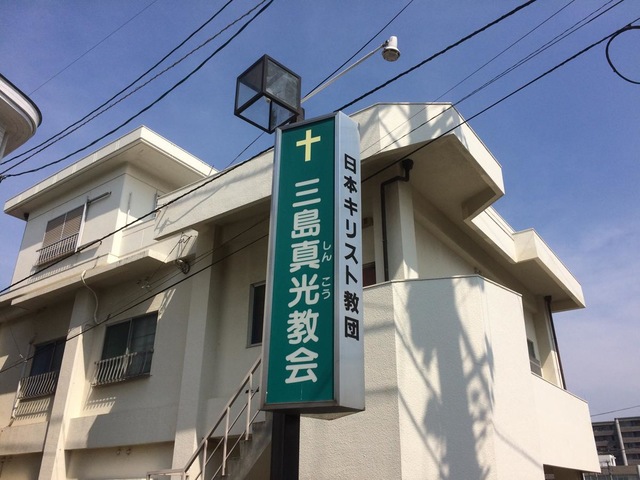 三島真光教会
しんこう
日本キリスト教団